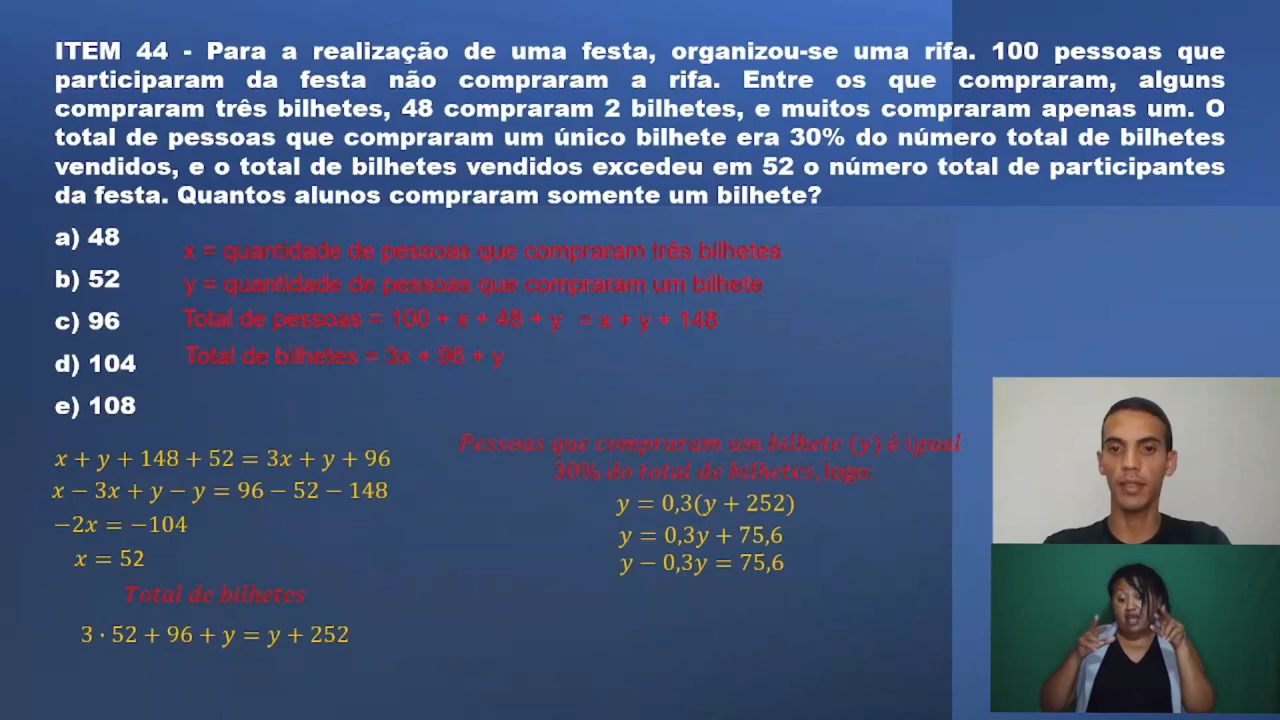 ITEM 44 - Para a realização de uma festa, organizou-se uma rifa. 100 pessoas que
participaram da festa não compraram a rifa. Entre os que compraram, alguns
compraram três bilhetes, 48 compraram 2 bilhetes, e muitos compraram apenas um. O
total de pessoas que compraram um único bilhete era 30% do número total de bilhetes
vendidos, e o total de bilhetes vendidos excedeu em 52 o número total de participantes
da festa. Quantos alunos compraram somente um bilhete?
a) 48
x = quantidade de pessoas que compraram três bilhetes
b) 52
y = quantidade de pessoas que compraram um bilhete
c) 96
Total de pessoas = 100 + x + 48 + y = x + y + 148
d) 104
Total de bilhetes = 3x + 96 + y
e) 108
x + y + 148 + 52 = 3x + y + 96
x − 3x + y − y = 96 − 52 − 148
−2x = −104
x = 52
Total de bilhetes
3 · 52 + 96 + y = y + 252
Pessoas que compraram um bilhete (y) é igual
30% do total de bilhetes, logo:
y = 0,3(y + 252)
y = 0,3y + 75,6
y − 0,3y = 75,6